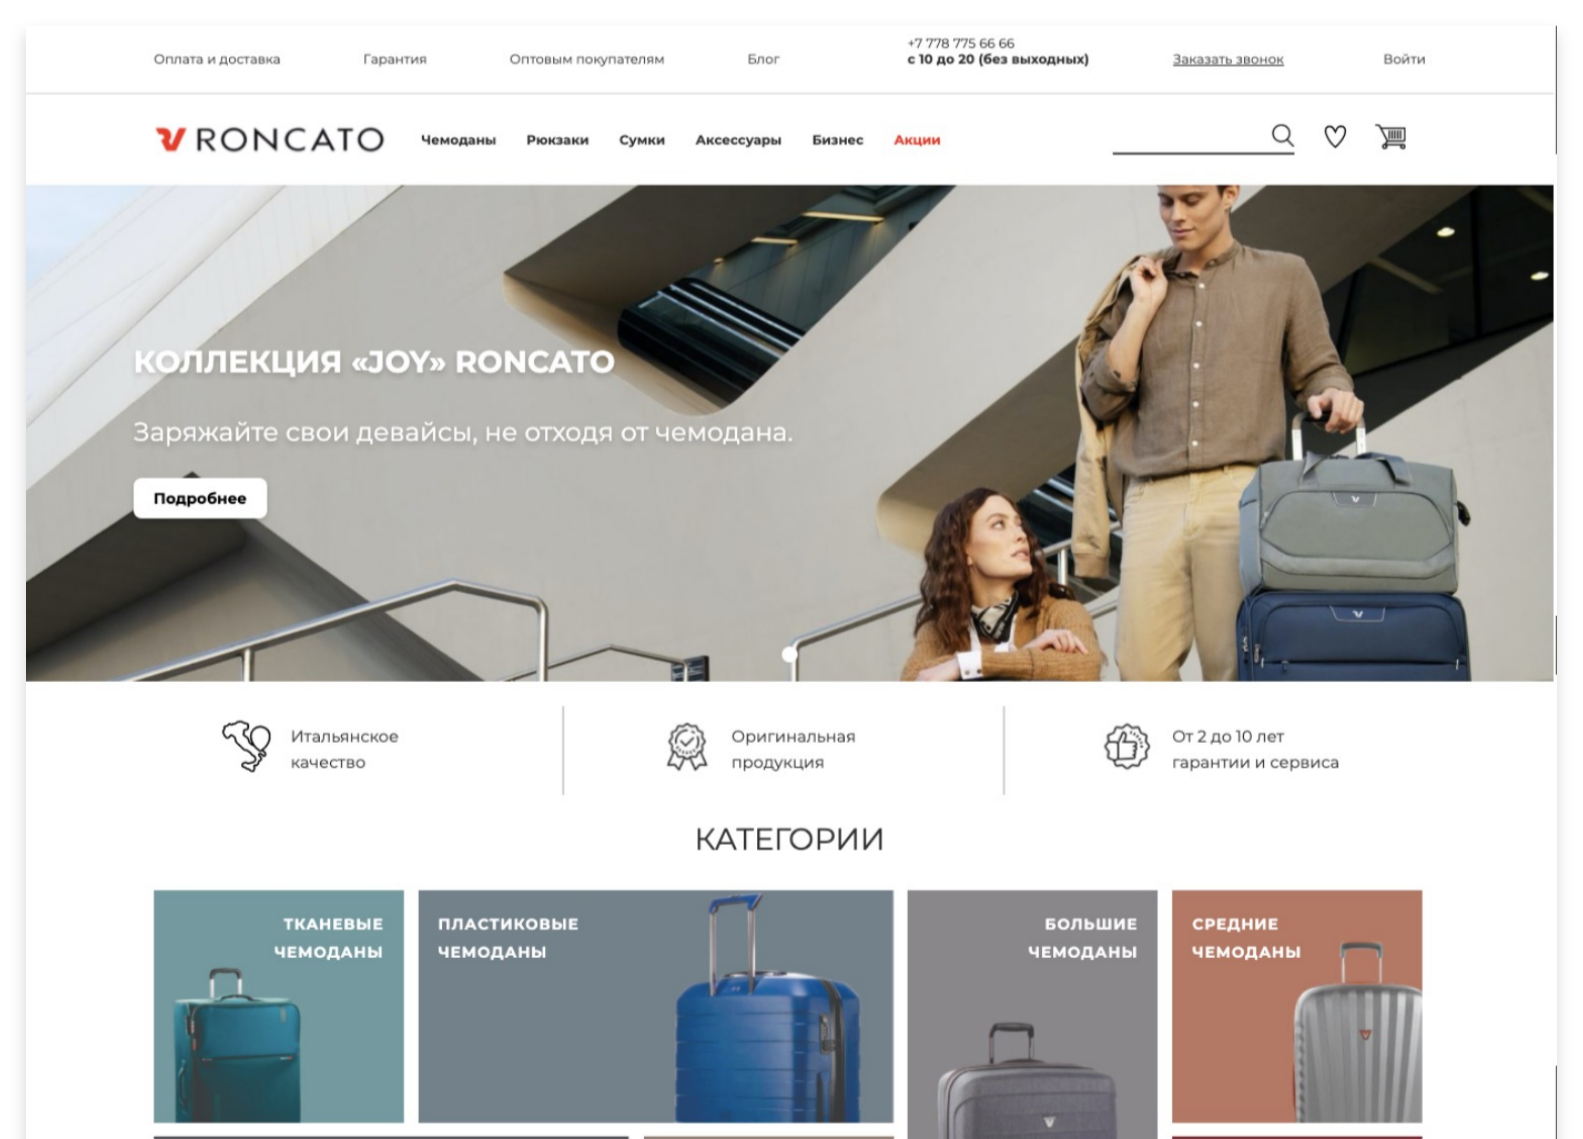 Оплата и доставка
Гарантия
Оптовым покупателям
Блог
+7 778 775 66 66
с 10 до 20 (без выходных)
Заказать звонок
Войти
RONCATO
Чемоданы
Рюкзаки
Сумки
Аксессуары
Бизнес
Акции
КОЛЛЕКЦИЯ «JOY» RONCATO
Заряжайте свои девайсы, не отходя от чемодана.
Подробнее
Итальянское
качество
Оригинальная
продукция
От 2 до 10 лет
гарантии и сервиса
КАТЕГОРИИ
ТКАНЕВЫЕ
ЧЕМОДАНЫ
ПЛАСТИКОВЫЕ
ЧЕМОДАНЫ
БОЛЬШИЕ
ЧЕМОДАНЫ
СРЕДНИЕ
ЧЕМОДАНЫ